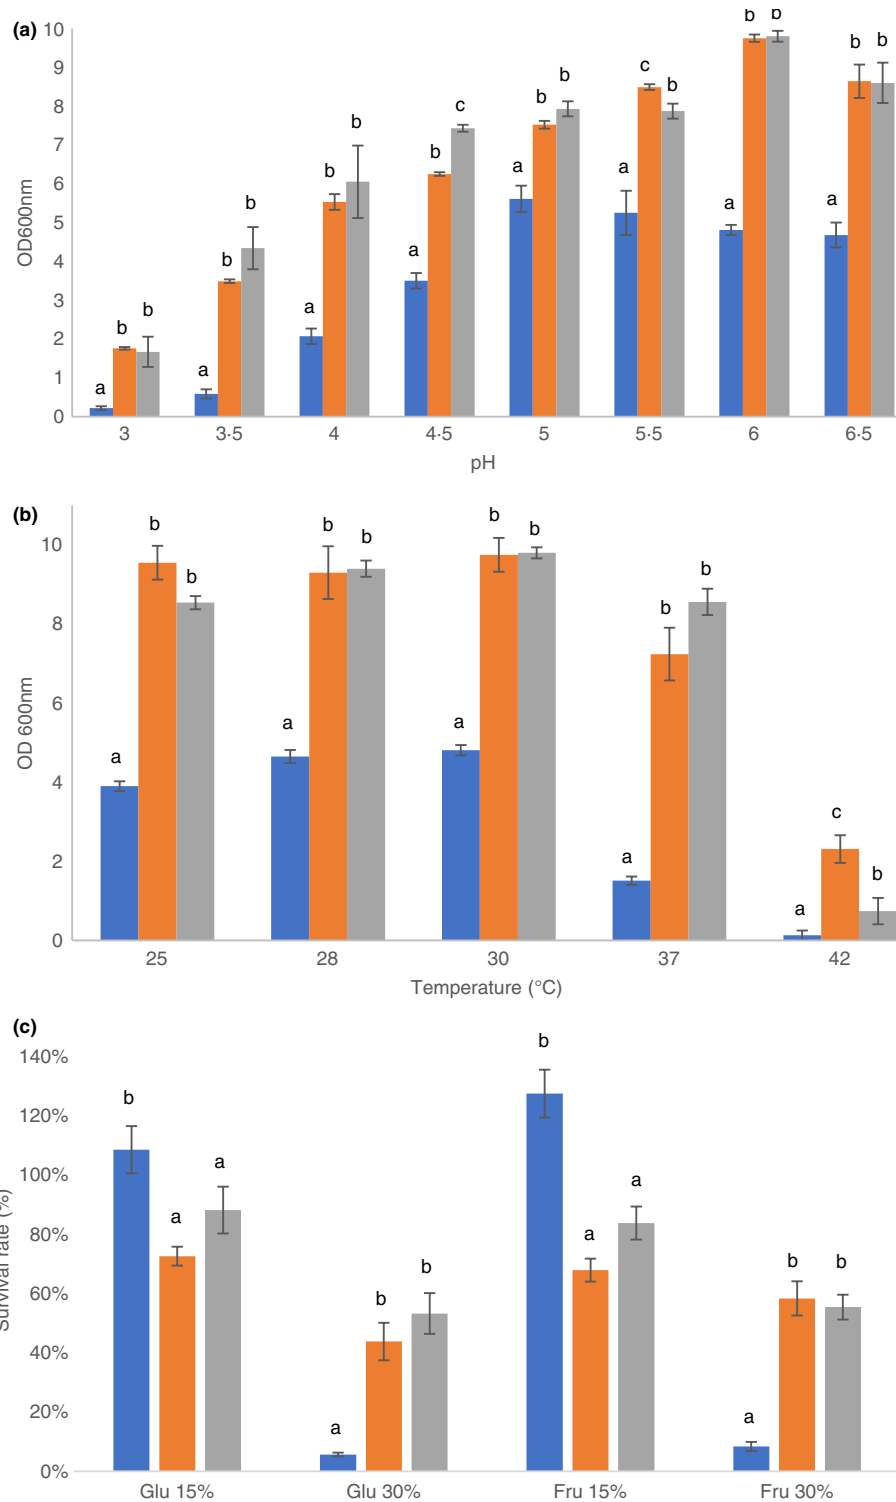 (a)
10
9
8
7
6
5
4
3
2
1
0
OD600nm
a b b
a b b
a b b
a b c
a b b
a c b
a b b
a b b
3 3·5 4 4·5 5 5·5 6 6·5
pH
(b)
10
8
6
4
2
0
OD 600nm
a b b
a b b
a b b
a b b
a c b
25 28 30 37 42
Temperature (°C)
(c)
140%
120%
100%
80%
60%
40%
20%
0%
Survival rate (%)
b a a
a b b
b a a
a b b
Glu 15% Glu 30% Fru 15% Fru 30%